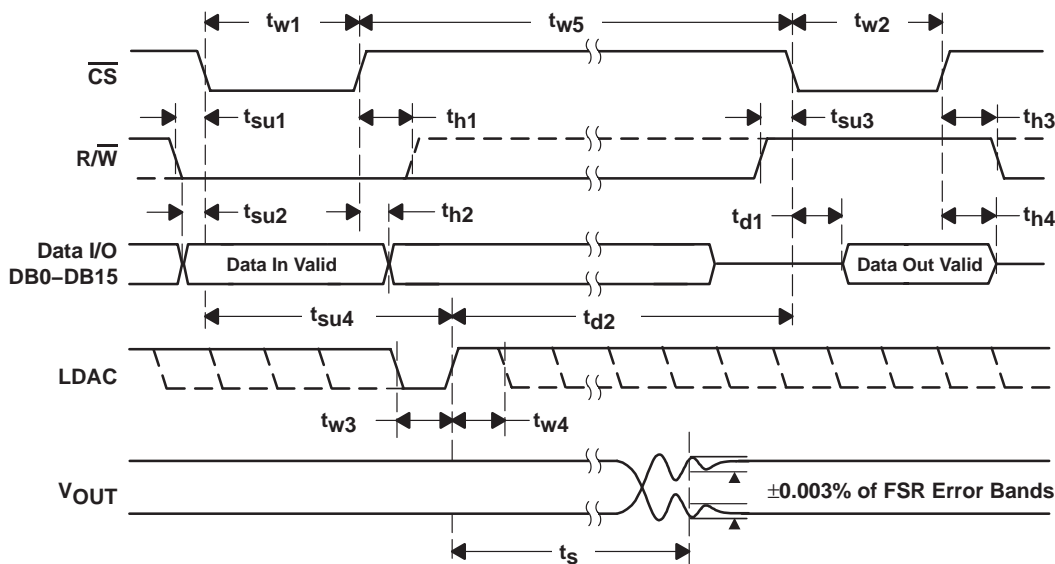 tw1 tw5 tw2
CS
tsu1 th1 tsu3 th3
R/W
tsu2 th2 td1 th4
Data I/O
DB0–DB15
Data In Valid Data Out Valid
tsu4 td2
LDAC
tw3 tw4
VOUT
±0.003% of FSR Error Bands
ts